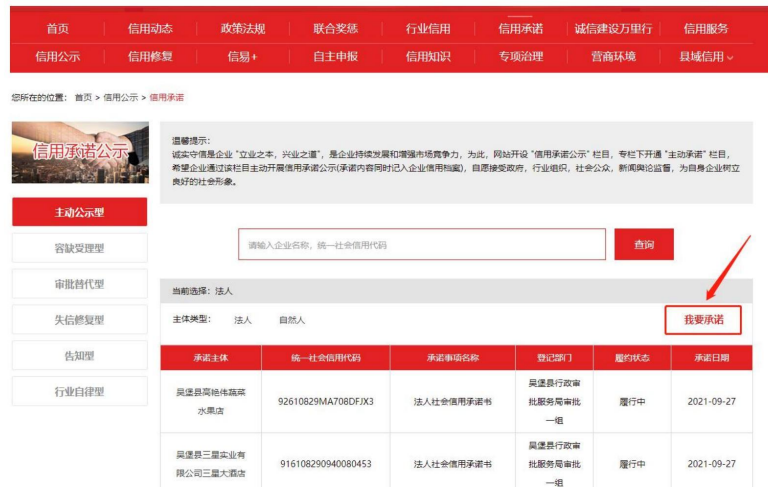 首页 信用动态 政策法规 联合奖惩 行业信用 信用承诺 诚信建设万里行 信用服务
信用公示 信用修复 信易+ 自主申报 信用知识 专项治理 营商环境 县域信用
您所在的位置： 首页 > 信用公示 > 信用承诺
信用承诺公示
温馨提示：
诚实守信是企业 "立业之本，兴业之道"，是企业持续发展和增强市场竞争力，为此，网站开设 "信用承诺公示" 栏目，专栏下开通 "主动承诺" 栏目，
希望企业通过该栏目主动开展信用承诺公示(承诺内容同时记入企业信用档案)，自愿接受政府，行业组织，社会公众，新闻舆论监督，为自身企业树立
良好的社会形象。
主动公示型
容缺受理型
审批替代型
失信修复型
告知型
行业自律型
请输入企业名称，统一社会信用代码 查询
当前选择：法人
主体类型： 法人 自然人 我要承诺
承诺主体 统一社会信用代码 承诺事项名称 登记部门 履约状态 承诺日期
吴堡县高艳伟蔬菜
水果店
92610829MA708DFJX3
法人社会信用承诺书
吴堡县行政审
批服务局审批
一组
履行中
2021-09-27
吴堡县三星实业有
限公司三星大酒店
916108290940080453
法人社会信用承诺书
吴堡县行政审
批服务局审批
一组
履行中
2021-09-27